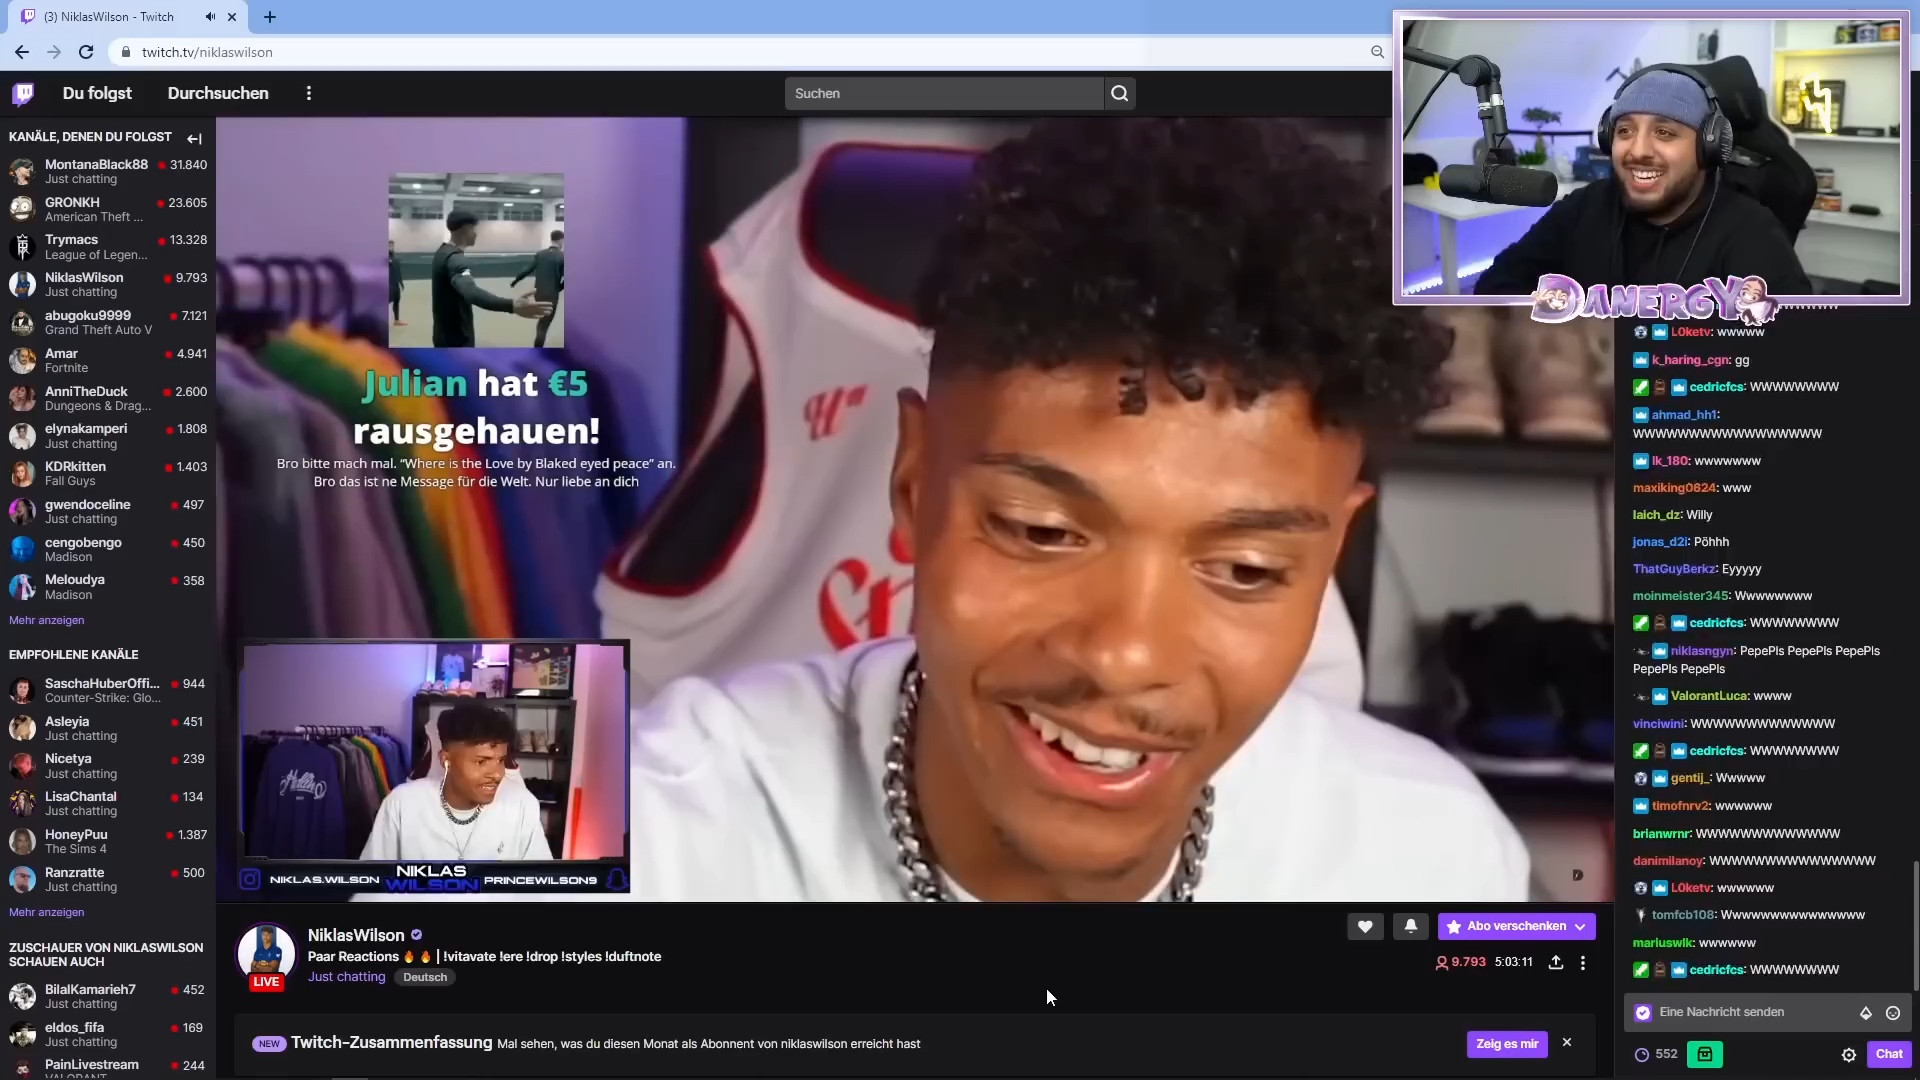 (3) NiklasWilson - Twitch
twitch.tv/niklaswilson
Du folgst
Durchsuchen
Suchen
KANÄLE, DENEN DU FOLGST
MontanaBlack88
31.840
Just chatting
GRONKH
23.605
American Theft ...
Trymacs
13.328
League of Legen...
NiklasWilson
9.793
Just chatting
abugoku9999
7.121
Grand Theft Auto V
Amar
4.941
Fortnite
AnniTheDuck
2.600
Dungeons & Drag...
elynakamperi
1.808
Just chatting
KDRkitten
1.403
Fall Guys
gwendoceline
497
Just chatting
cengobengo
450
Madison
Meloudya
358
Madison
Mehr anzeigen
EMPFOHLENE KANÄLE
SaschaHuberOffi...
944
Counter-Strike: Glo...
Asleyia
451
Just chatting
Nicetya
239
Just chatting
LisaChantal
134
Just chatting
HoneyPuu
1.387
The Sims 4
Ranzratte
500
Just chatting
Mehr anzeigen
ZUSCHAUER VON NIKLASWILSON
SCHAUEN AUCH
BilalKamarieh7
452
Just chatting
eldos_fifa
169
Just chatting
PainLivestream
244
VALORANT
Julian hat €5
rausgehauen!
Bro bitte mach mal. “Where is the Love by Blaked eyed peace” an.
Bro das ist ne Message für die Welt. Nur liebe an dich
NIKLAS.WILSON
NIKLAS
WILSON
PRINCEWILSON9
LIVE
NiklasWilson
Paar Reactions 🔥 🔥 | !vitavate !ere !drop !styles !duftnote
Just chatting
Deutsch
Abo verschenken
9.793
5:03:11
NEW
Twitch-Zusammenfassung Mal sehen, was du diesen Monat als Abonnent von niklaswilson erreicht hast
Zeig es mir
DANERGY
L0ketv: wwwww
k_haring_cgn: gg
cedricfcs: WWWWWWWW
ahmad_hh1:
WWWWWWWWWWWWWWWWW
lk_180: wwwwwww
maxiking0824: www
laich_dz: Willy
jonas_d2l: Pöhhh
ThatGuyBerkz: Eyyyyy
moinmeister345: Wwwwwwww
cedricfcs: WWWWWWWW
niklasngyn: PepePls PepePls PepePls
PepePls PepePls
ValorantLuca: wwww
vinciwini: WWWWWWWWWWWWW
cedricfcs: WWWWWWWW
gentij_: Wwwww
timofnrv2: wwwwww
brianwrnr: WWWWWWWWWWWWW
danimilanoy: WWWWWWWWWWWWWWW
L0ketv: wwwwww
tomfcb108: Wwwwwwwwwwwwwww
mariuswlk: wwwwww
cedricfcs: WWWWWWWW
Eine Nachricht senden
552
Chat